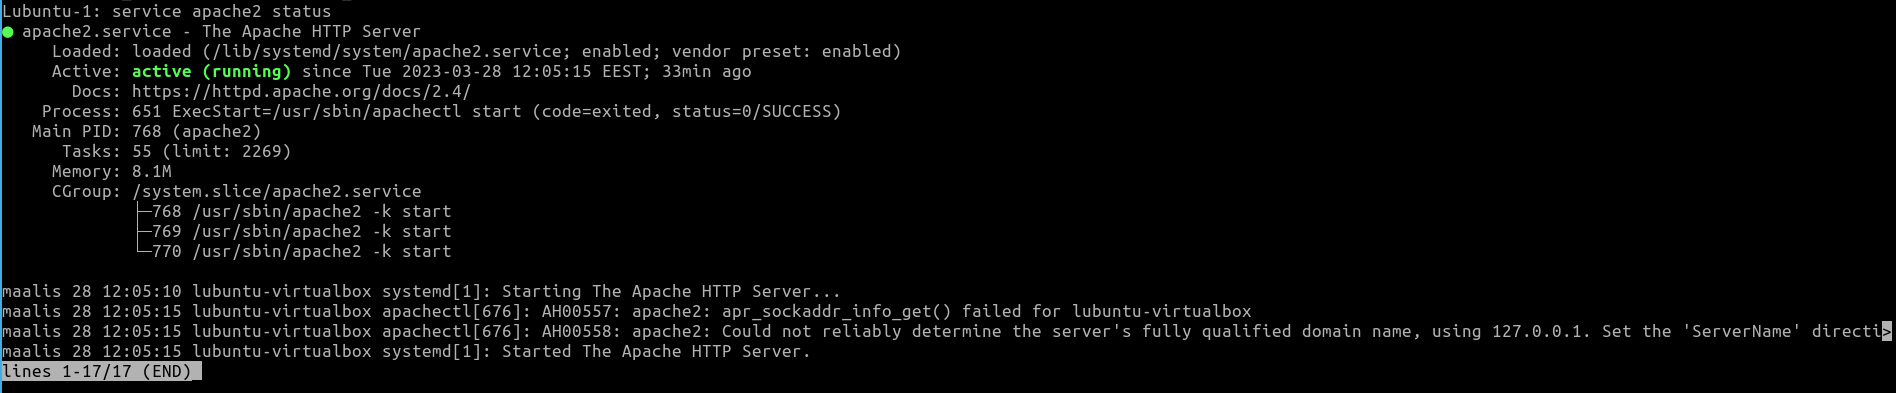 Lubuntu-1: service apache2 status
● apache2.service - The Apache HTTP Server
     Loaded: loaded (/lib/systemd/system/apache2.service; enabled; vendor preset: enabled)
     Active: active (running) since Tue 2023-03-28 12:05:15 EEST; 33min ago
       Docs: https://httpd.apache.org/docs/2.4/
    Process: 651 ExecStart=/usr/sbin/apachectl start (code=exited, status=0/SUCCESS)
   Main PID: 768 (apache2)
      Tasks: 55 (limit: 2269)
     Memory: 8.1M
     CGroup: /system.slice/apache2.service
             ├─768 /usr/sbin/apache2 -k start
             ├─769 /usr/sbin/apache2 -k start
             └─770 /usr/sbin/apache2 -k start
maalis 28 12:05:10 lubuntu-virtualbox systemd[1]: Starting The Apache HTTP Server...
maalis 28 12:05:15 lubuntu-virtualbox apachectl[676]: AH00557: apache2: apr_sockaddr_info_get() failed for lubuntu-virtualbox
maalis 28 12:05:15 lubuntu-virtualbox apachectl[676]: AH00558: apache2: Could not reliably determine the server's fully qualified domain name, using 127.0.0.1. Set the 'ServerName' directi>
maalis 28 12:05:15 lubuntu-virtualbox systemd[1]: Started The Apache HTTP Server.
lines 1-17/17 (END)